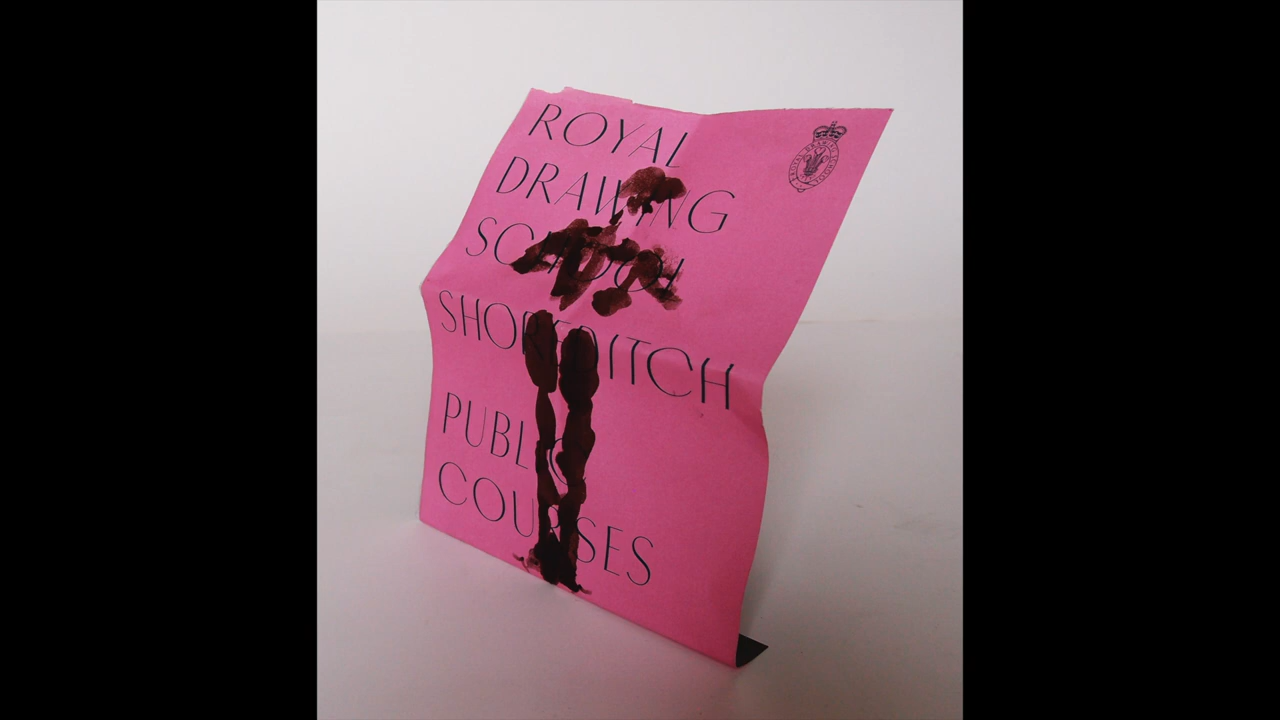 ROYAL
DRAWING
SCHOOL
SHOREDITCH
PUBLIC
COURSES